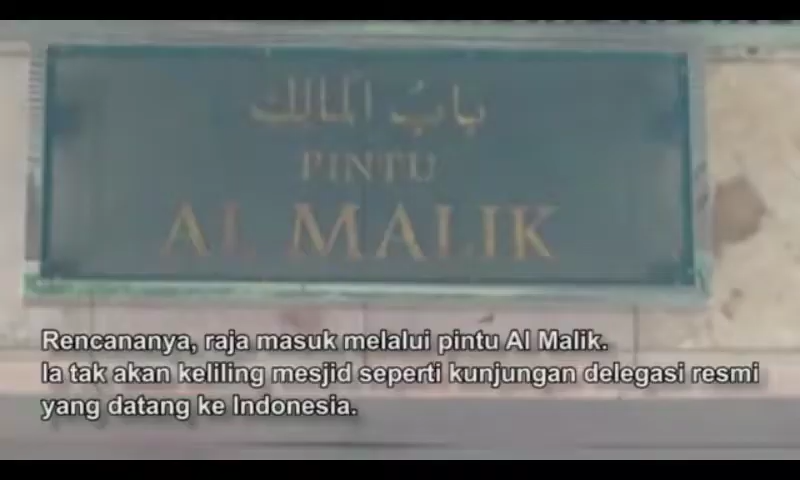 باب المالك
PINTU
AL MALIK
Rencananya, raja masuk melalui pintu Al Malik.
Ia tak akan keliling mesjid seperti kunjungan delegasi resmi
yang datang ke Indonesia.